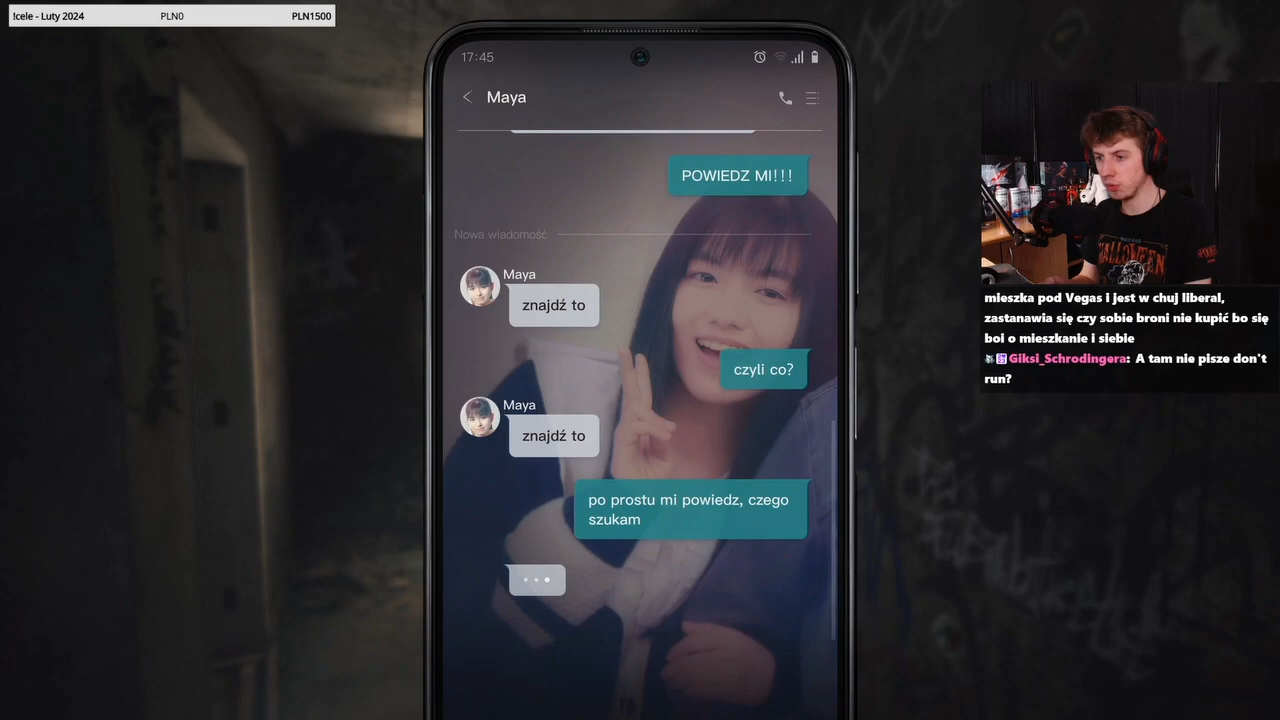 !cele - Luty 2024 PLN0 PLN1500
17:45
Maya
POWIEDZ MI!!!
Nowa wiadomość
Maya
znajdź to
czyli co?
Maya
znajdź to
po prostu mi powiedz, czego
szukam
mieszka pod Vegas i jest w chuj liberal,
zastanawia się czy sobie broni nie kupić bo się
boi o mieszkanie i siebie
Giksi_Schrodingera: A tam nie pisze don't
run?
HALLOWEEN